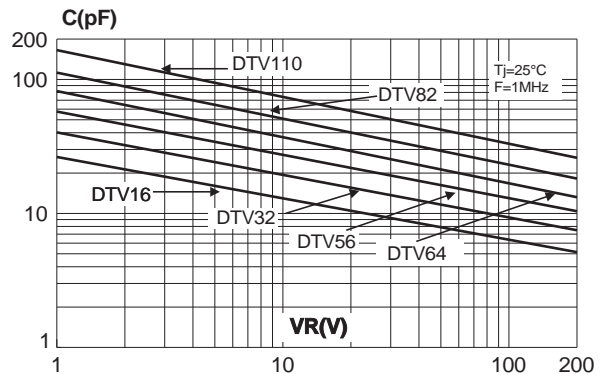 C(pF)
200
100
10
1
DTV110
DTV82
Tj=25°C
F=1MHz
DTV16
DTV32
DTV56
DTV64
VR(V)
1
10
100
200